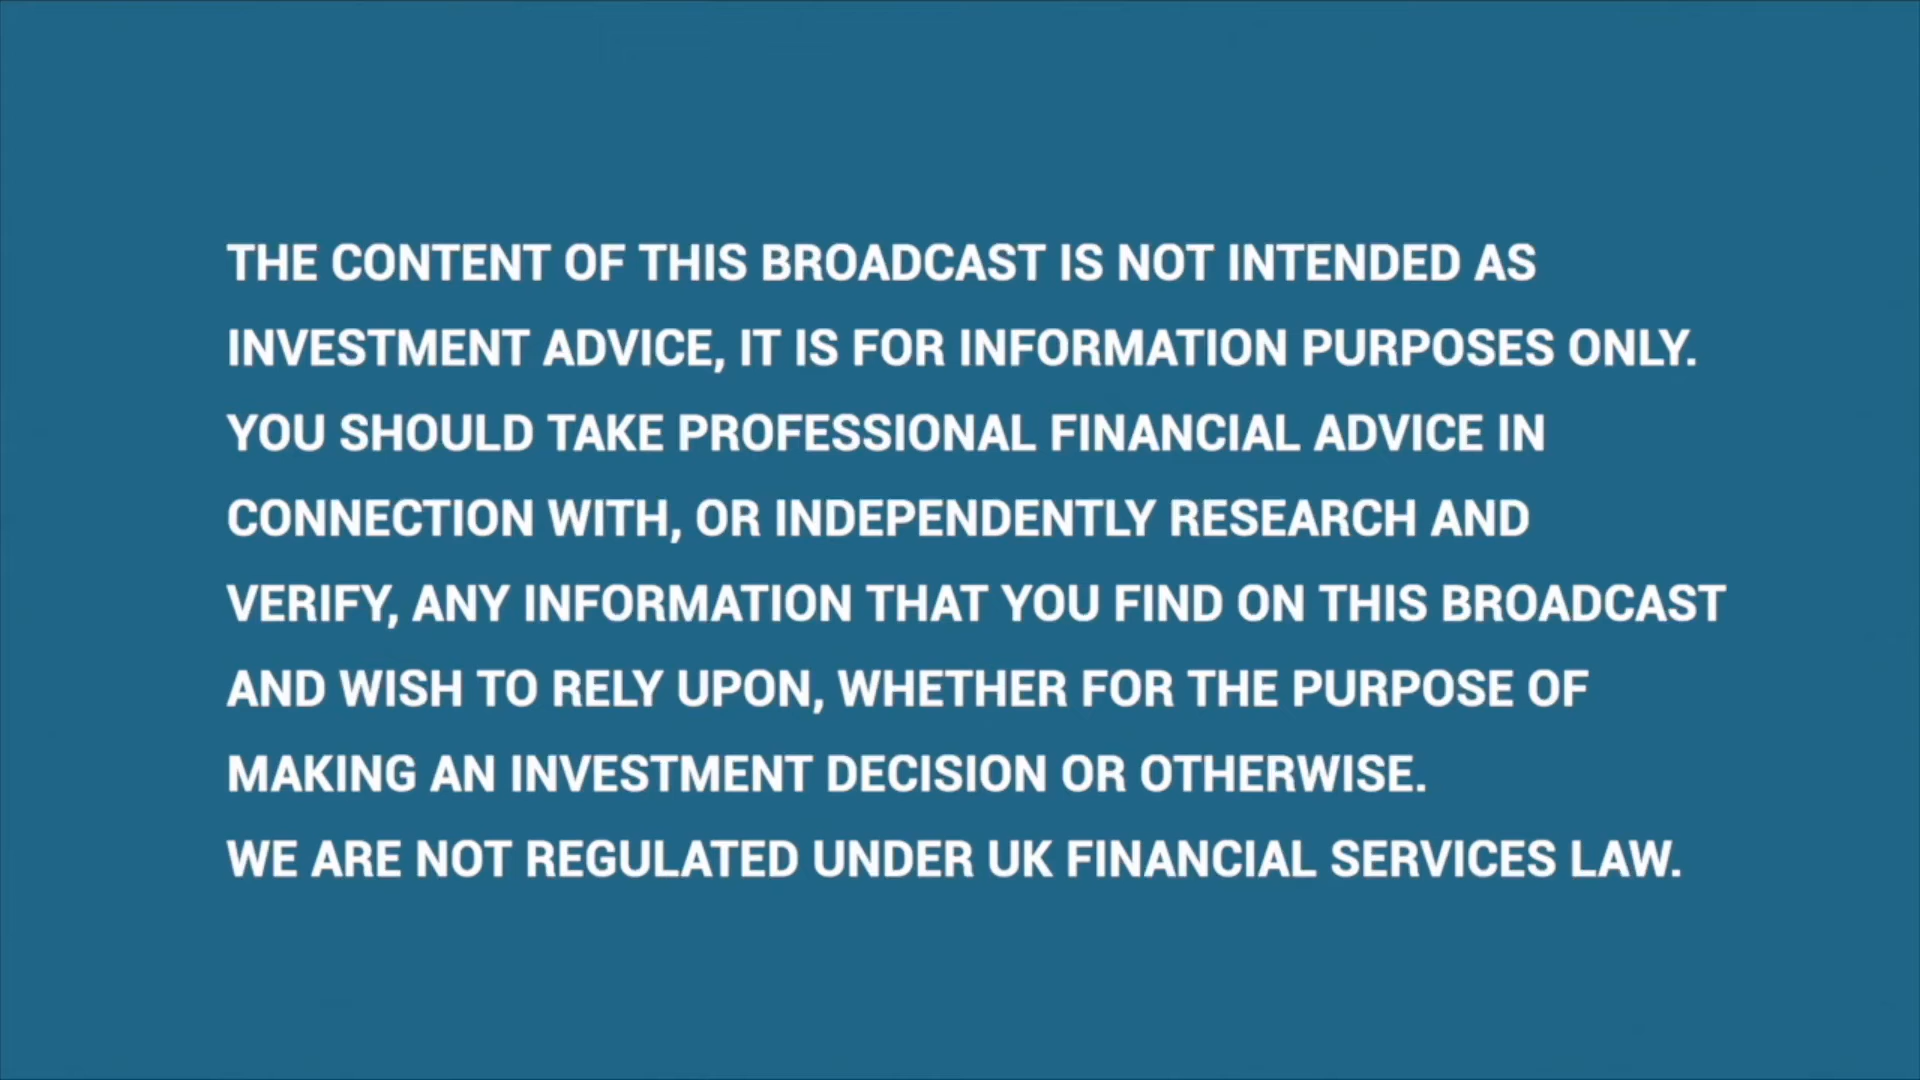 THE CONTENT OF THIS BROADCAST IS NOT INTENDED AS
INVESTMENT ADVICE, IT IS FOR INFORMATION PURPOSES ONLY.
YOU SHOULD TAKE PROFESSIONAL FINANCIAL ADVICE IN
CONNECTION WITH, OR INDEPENDENTLY RESEARCH AND
VERIFY, ANY INFORMATION THAT YOU FIND ON THIS BROADCAST
AND WISH TO RELY UPON, WHETHER FOR THE PURPOSE OF
MAKING AN INVESTMENT DECISION OR OTHERWISE.
WE ARE NOT REGULATED UNDER UK FINANCIAL SERVICES LAW.